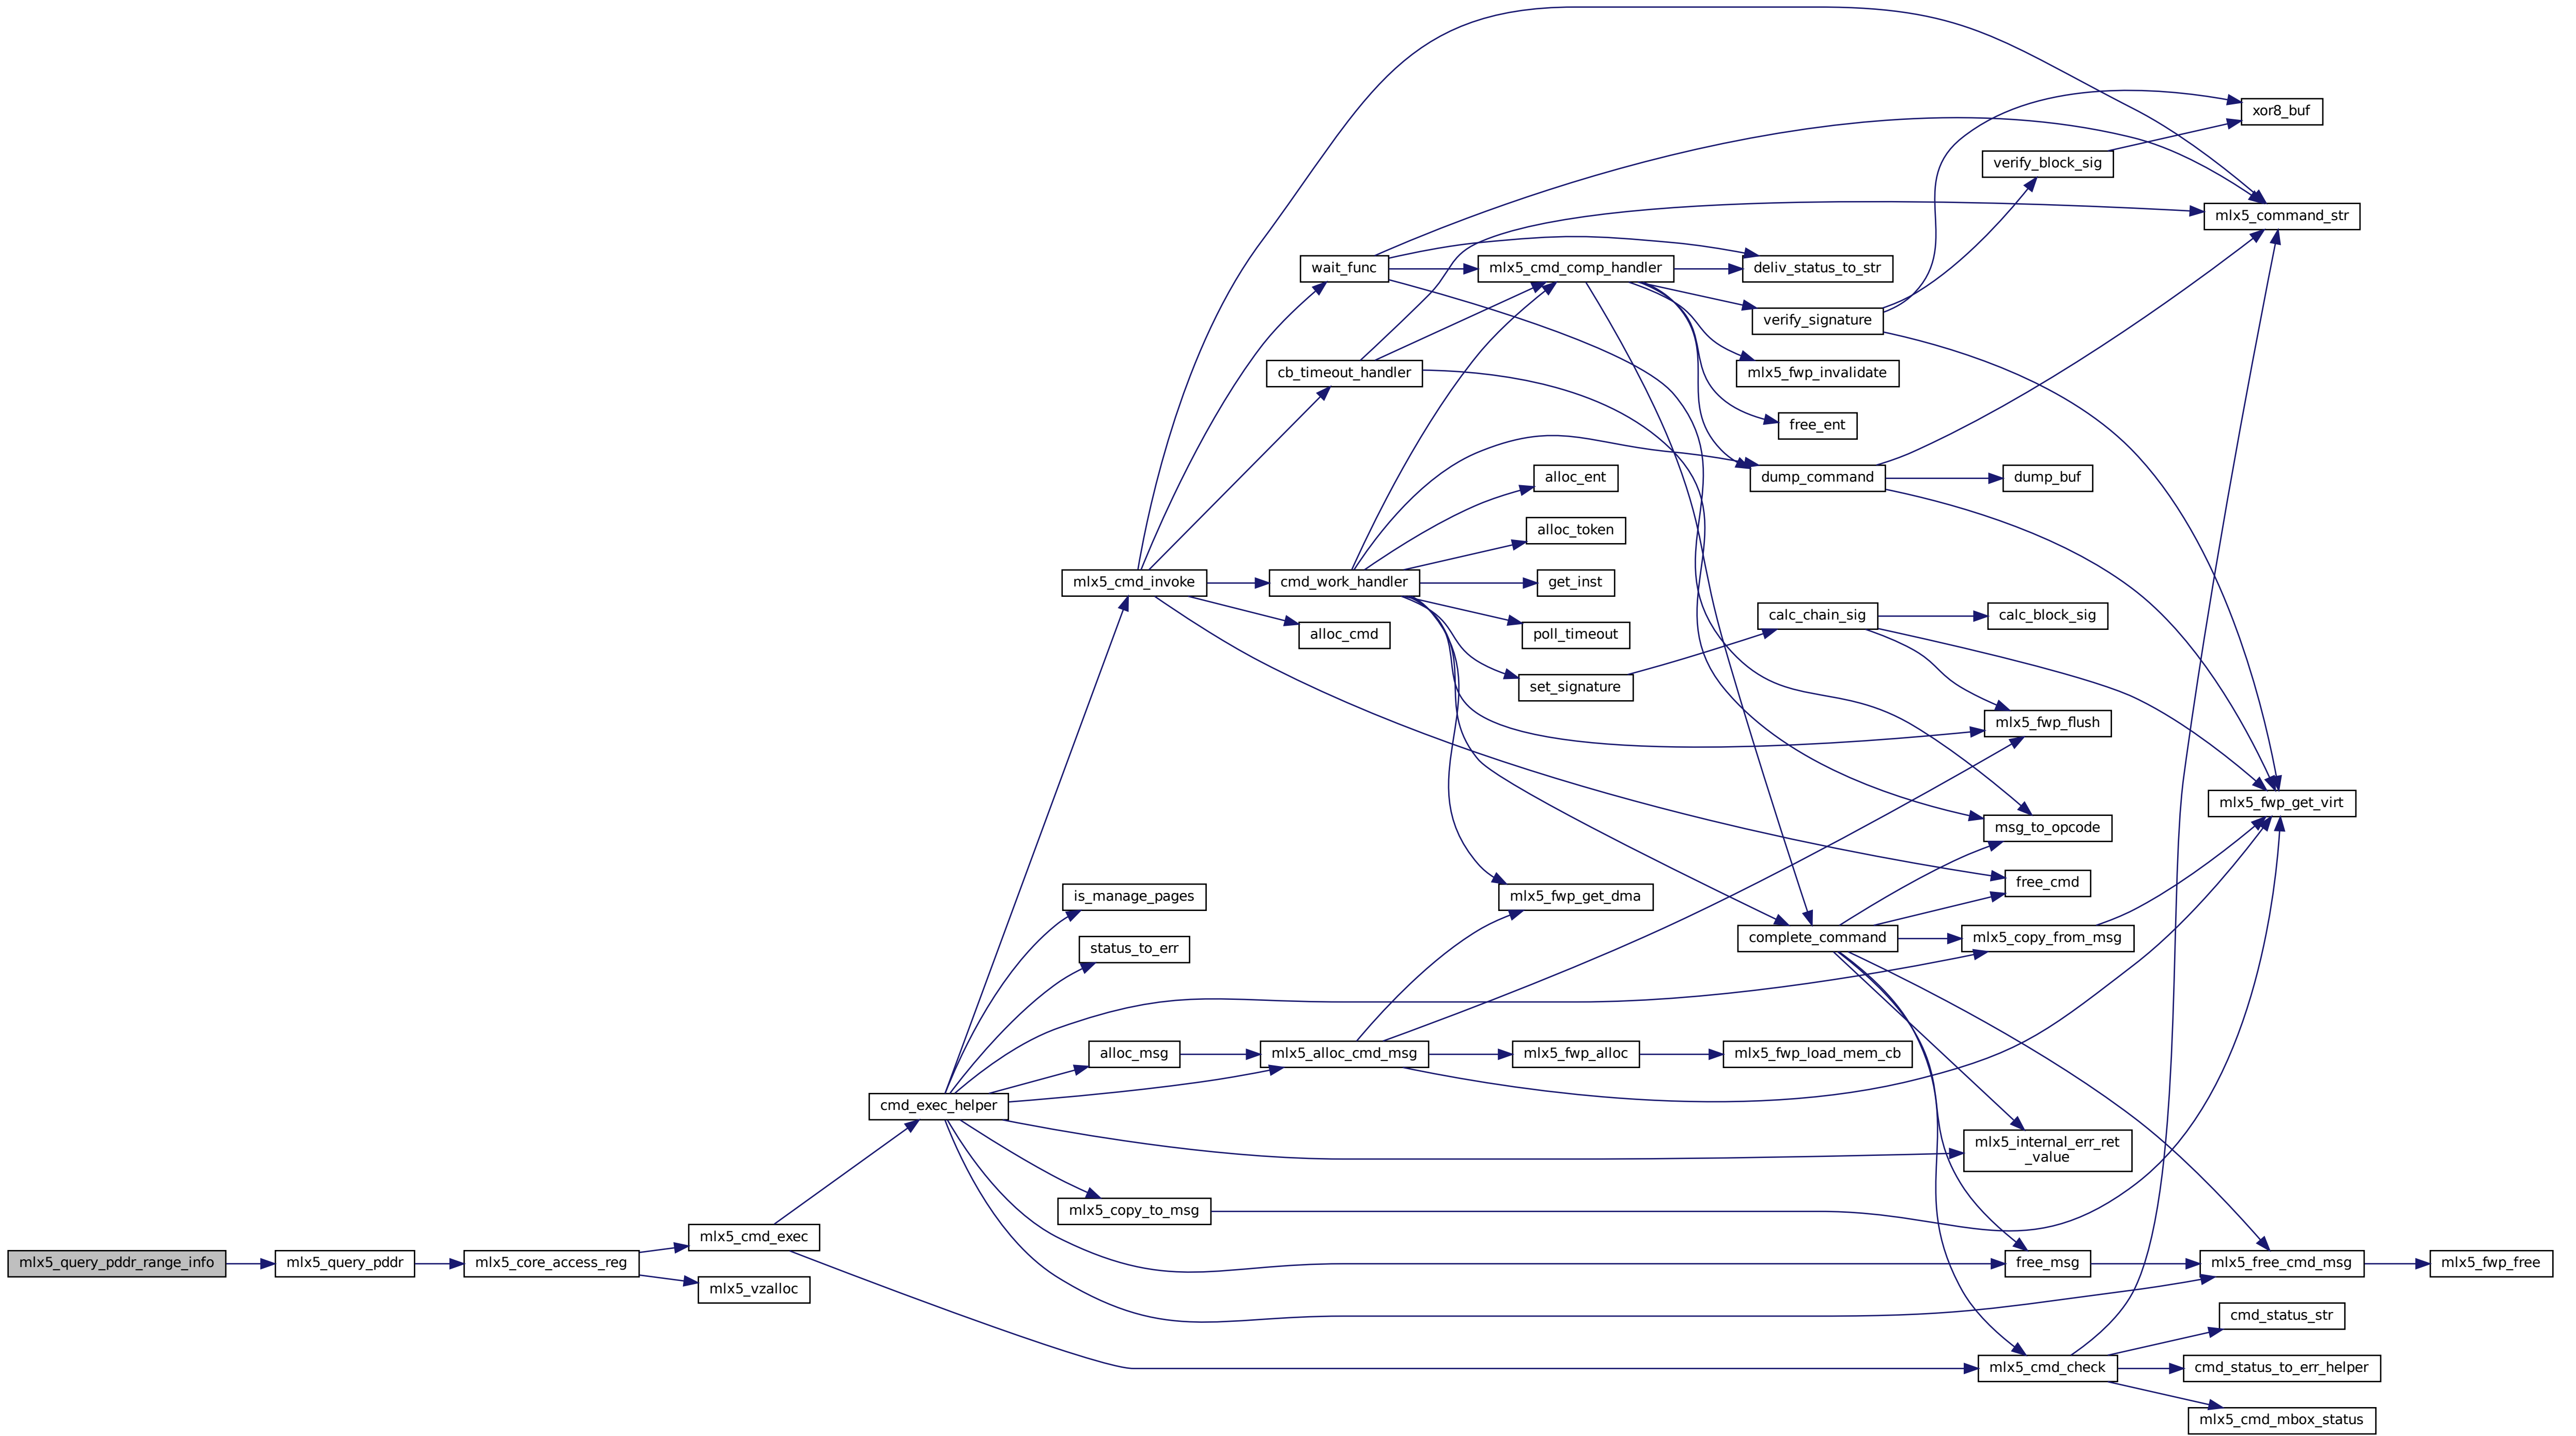 xor8_buf
verify_block_sig
mlx5_command_str
wait_func
mlx5_cmd_comp_handler
deliv_status_to_str
verify_signature
cb_timeout_handler
mlx5_fwp_invalidate
free_ent
alloc_ent
dump_command
dump_buf
alloc_token
mlx5_cmd_invoke
cmd_work_handler
get_inst
calc_chain_sig
calc_block_sig
alloc_cmd
poll_timeout
set_signature
mlx5_fwp_flush
mlx5_fwp_get_virt
msg_to_opcode
free_cmd
is_manage_pages
mlx5_fwp_get_dma
status_to_err
complete_command
mlx5_copy_from_msg
alloc_msg
mlx5_alloc_cmd_msg
mlx5_fwp_alloc
mlx5_fwp_load_mem_cb
cmd_exec_helper
mlx5_internal_err_ret
_value
mlx5_copy_to_msg
mlx5_cmd_exec
mlx5_query_pddr_range_info
mlx5_query_pddr
mlx5_core_access_reg
free_msg
mlx5_free_cmd_msg
mlx5_fwp_free
mlx5_vzalloc
cmd_status_str
mlx5_cmd_check
cmd_status_to_err_helper
mlx5_cmd_mbox_status